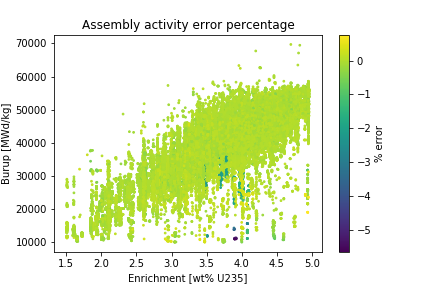 Assembly activity error percentage
70000
60000
50000
40000
30000
20000
10000
Burup [MWd/kg]
1.5 2.0 2.5 3.0 3.5 4.0 4.5 5.0
Enrichment [wt% U235]
0
−1
−2
−3
−4
−5
% error